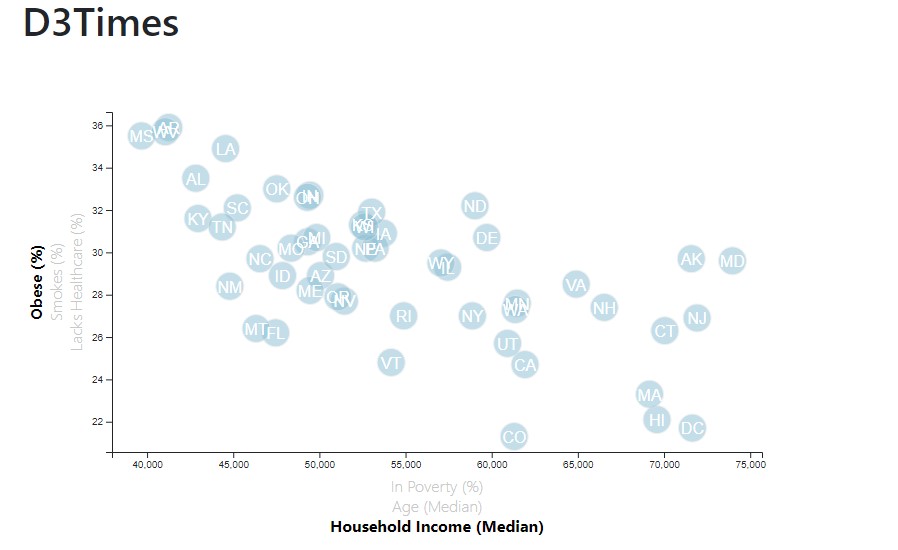 D3Times
36
34
32
30
28
26
24
22
Obese (%)
Smokes (%)
Lacks Healthcare (%)
MS WV AR
LA
AL
OK OH IN
KY SC TN
TX KS WI IA
ND
DE
NC MO GA MI
SD NE PA
WY IL
AK MD
NM ID ME AZ OR NV
VA
NH
MT FL
RI
NY MN WA
CT NJ
VT
UT
CA
MA
HI
DC
CO
40,000 45,000 50,000 55,000 60,000 65,000 70,000 75,000
In Poverty (%)
Age (Median)
Household Income (Median)